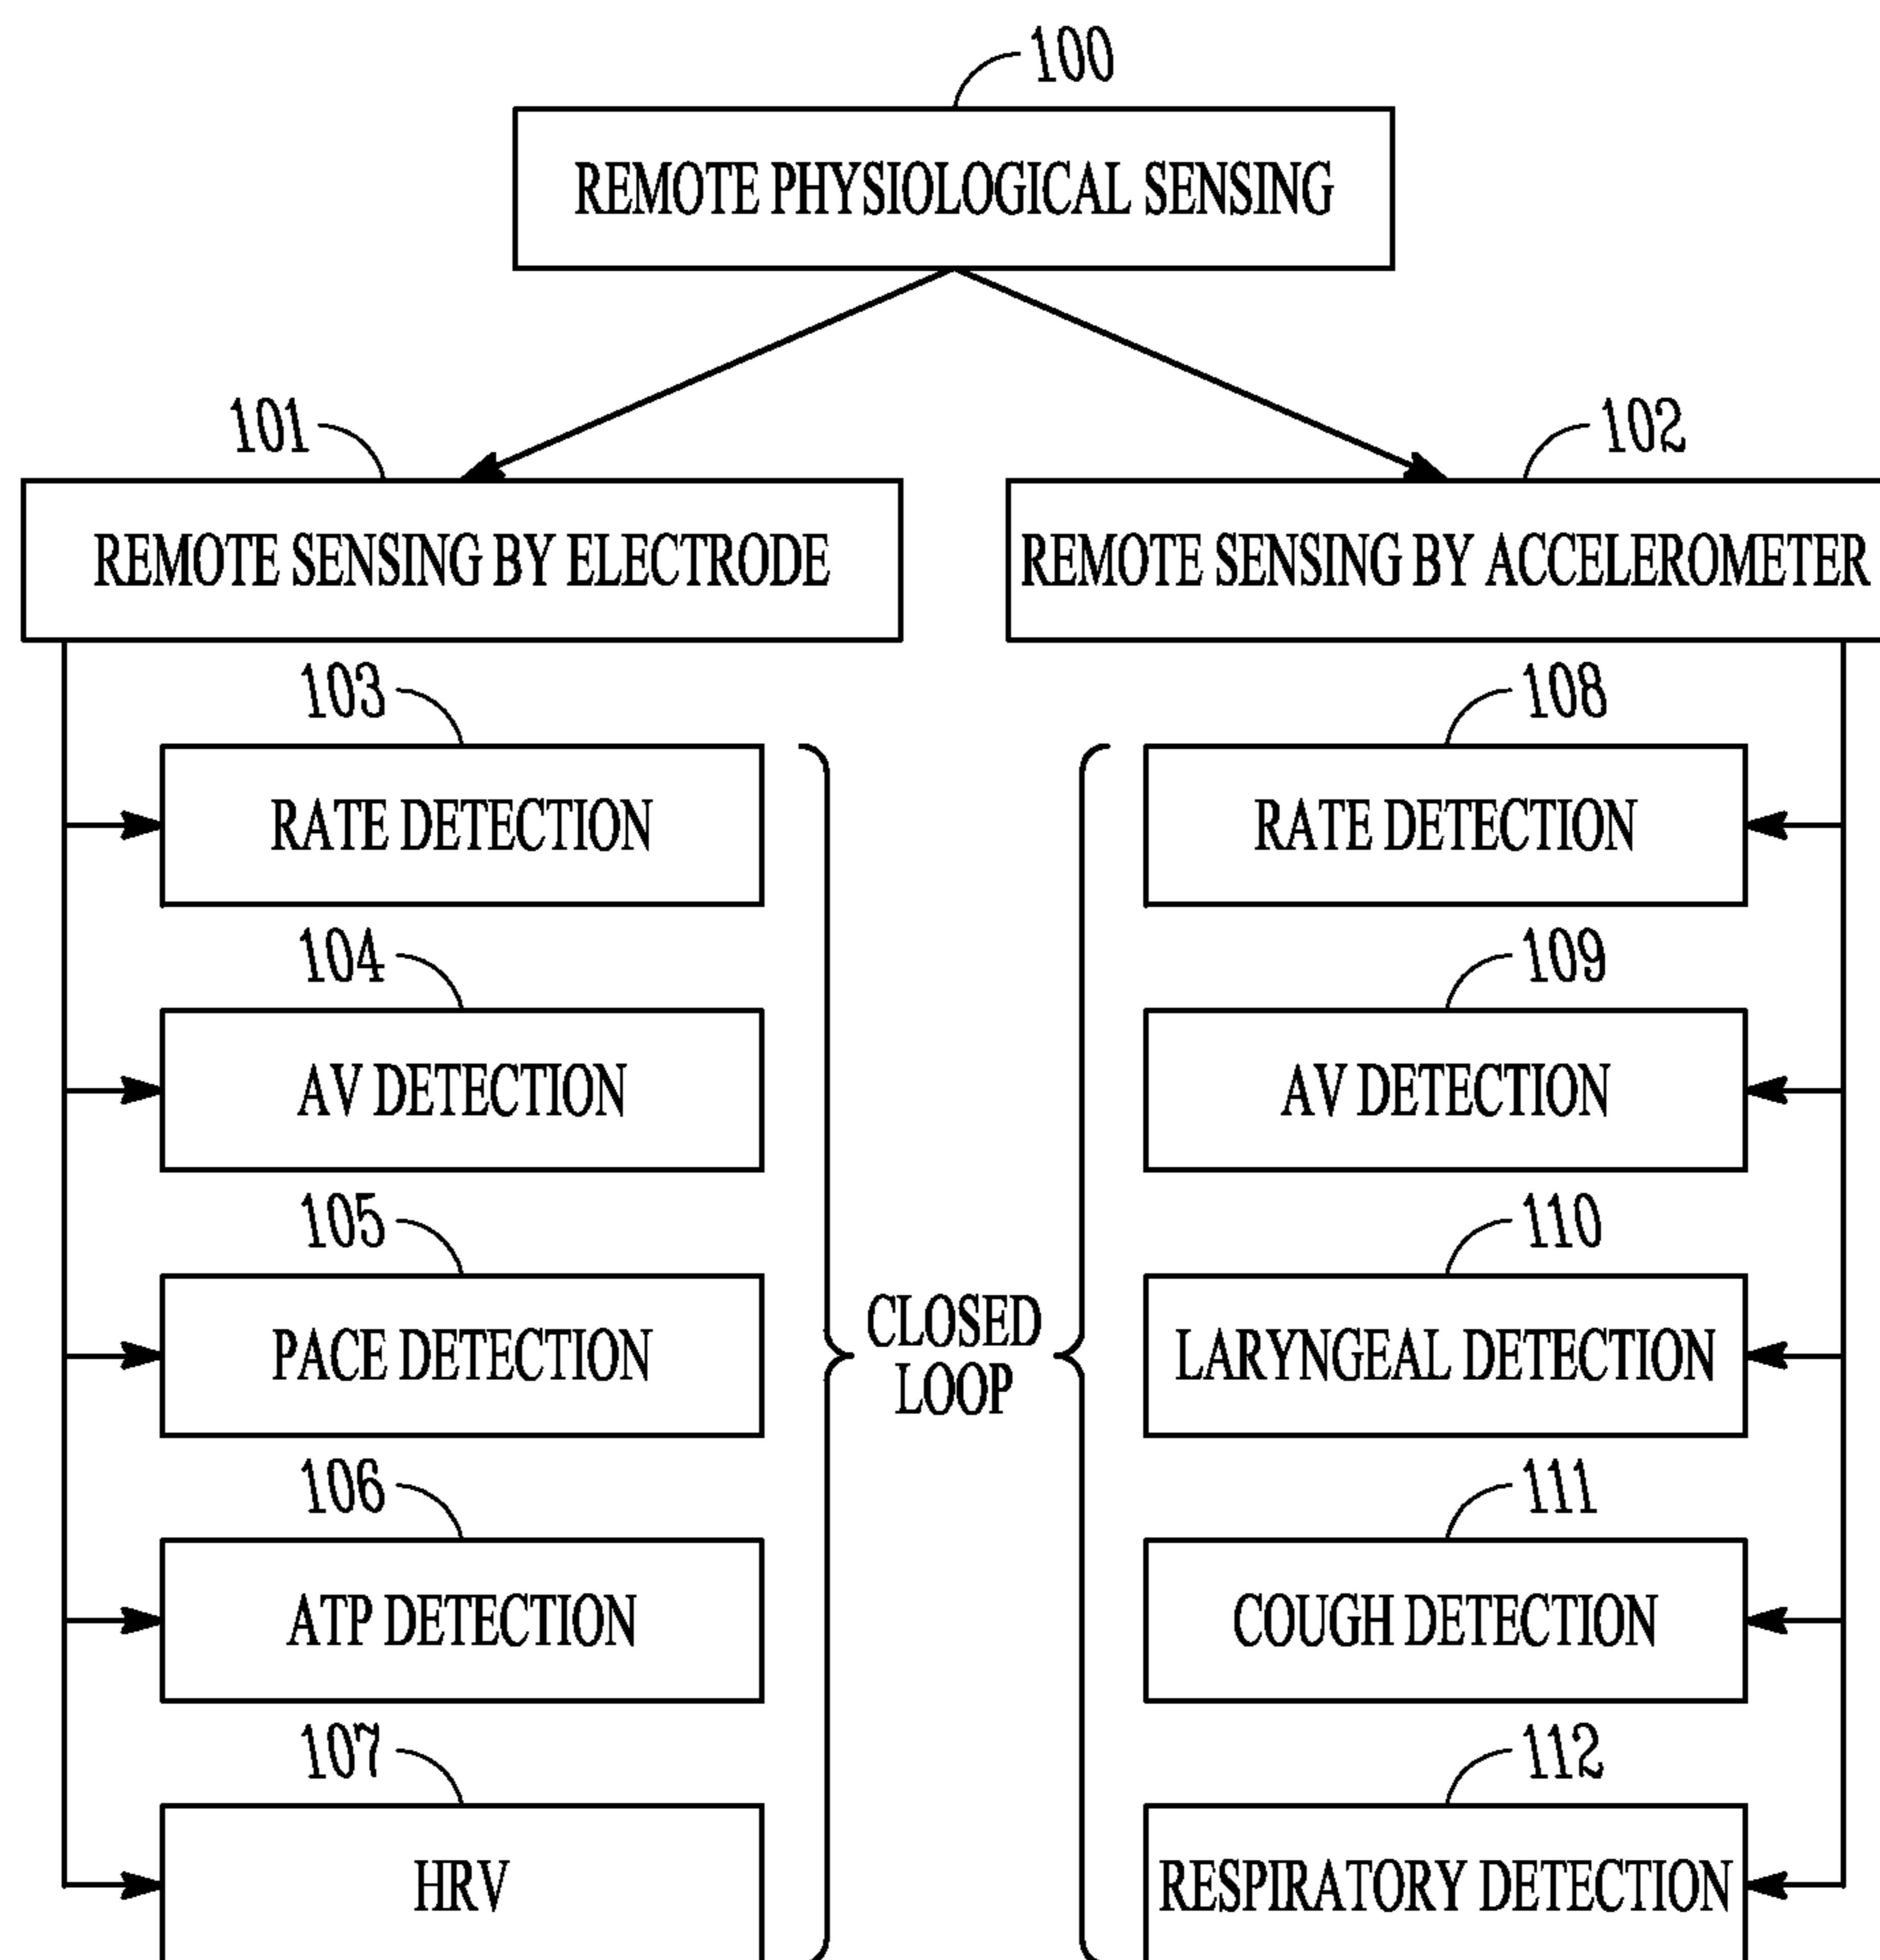 100
REMOTE PHYSIOLOGICAL SENSING
101
REMOTE SENSING BY ELECTRODE
102
REMOTE SENSING BY ACCELEROMETER
103
RATE DETECTION
104
AV DETECTION
105
PACE DETECTION
106
ATP DETECTION
107
HRV
CLOSED
LOOP
108
RATE DETECTION
109
AV DETECTION
110
LARYNGEAL DETECTION
111
COUGH DETECTION
112
RESPIRATORY DETECTION